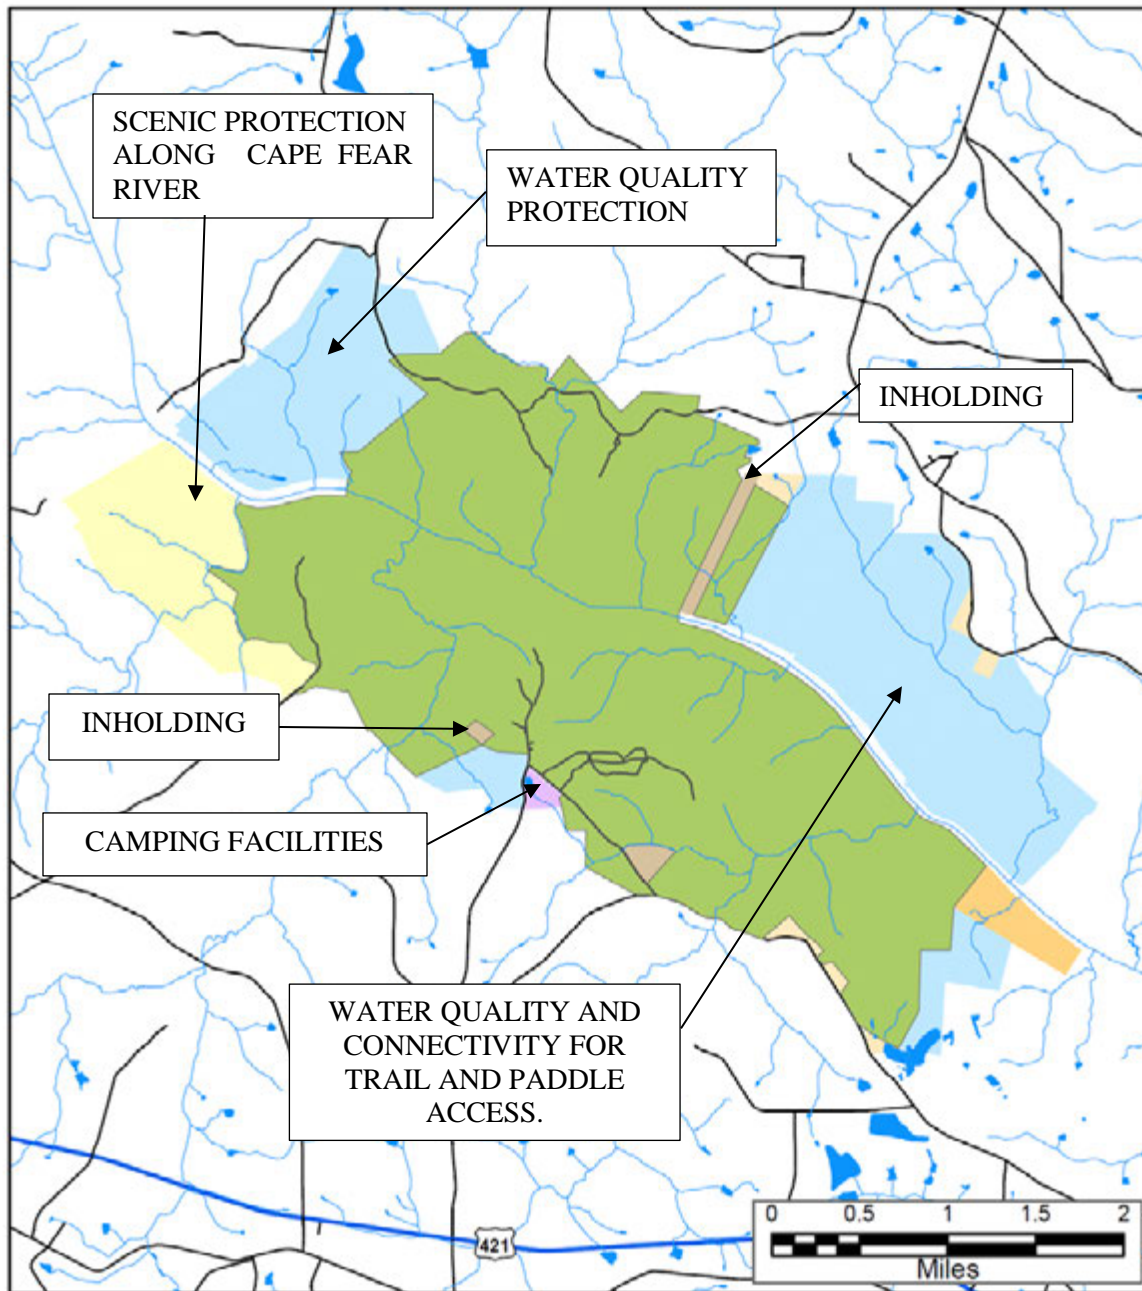 SCENIC PROTECTION
ALONG CAPE FEAR
RIVER
WATER QUALITY
PROTECTION
INHOLDING
INHOLDING
CAMPING FACILITIES
WATER QUALITY AND
CONNECTIVITY FOR
TRAIL AND PADDLE
ACCESS.
421
0 0.5 1 1.5 2
Miles